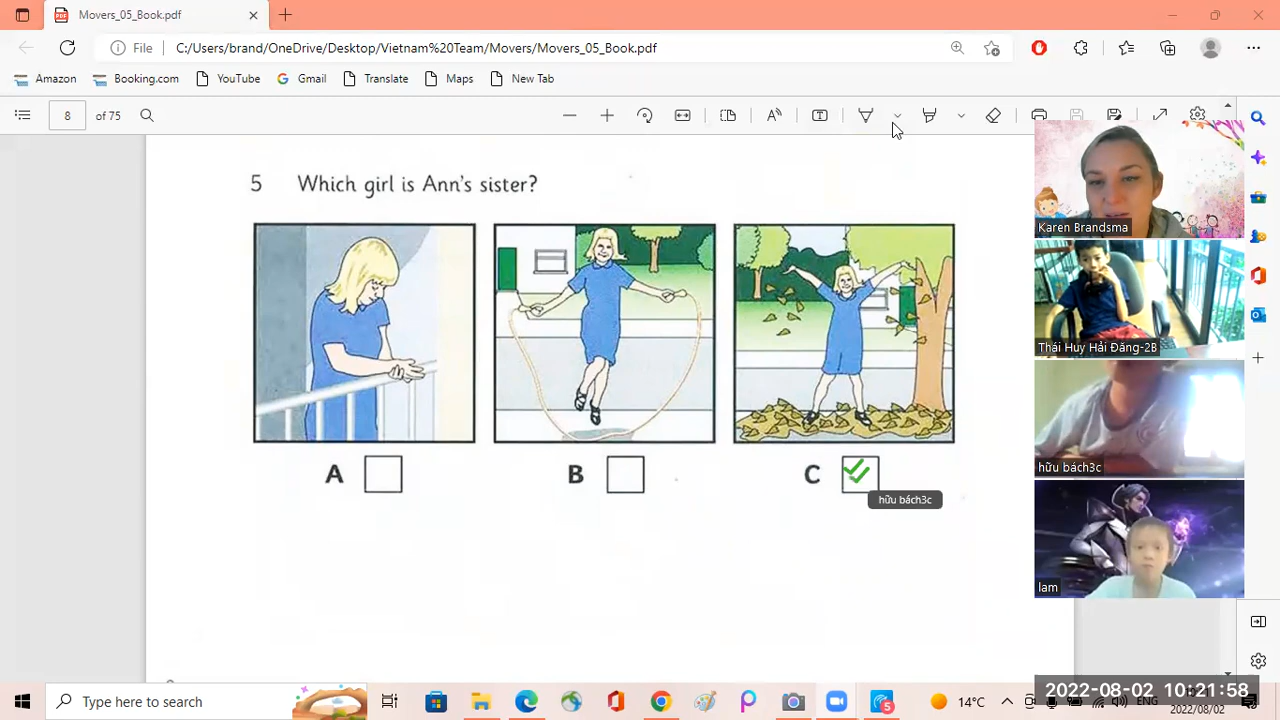 Movers_05_Book.pdf
File C:/Users/brand/OneDrive/Desktop/Vietnam%20Team/Movers/Movers_05_Book.pdf
Amazon Booking.com YouTube Gmail Translate Maps New Tab
8 of 75
5 Which girl is Ann's sister?
A B C
hữu bách3c
Karen Brandsma
Thái Huy Hải Đăng-2B
hữu bách3c
lam
Type here to search
5
14°C
ENG
2022-08-02 10:21:58
2022/08/02